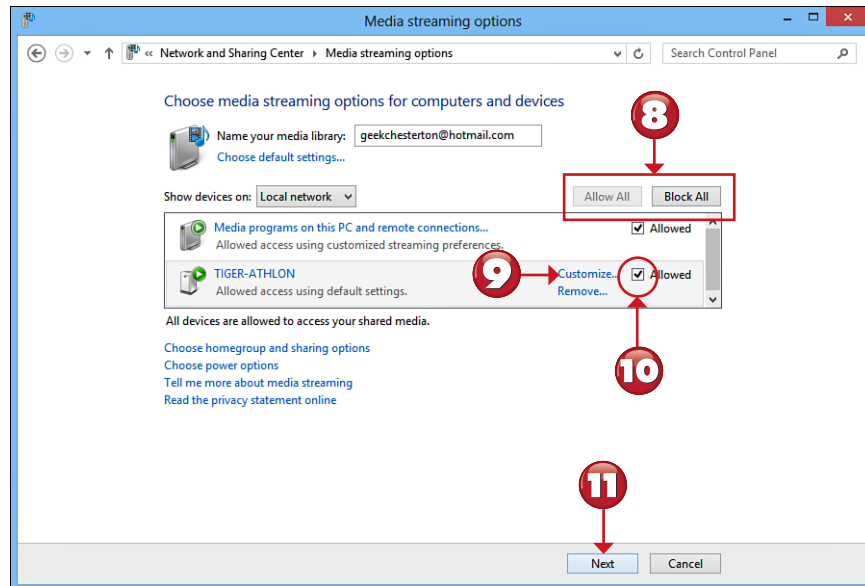 Media streaming options
« Network and Sharing Center Media streaming options Search Control Panel
Choose media streaming options for computers and devices
8
Name your media library: geekchesterton@hotmail.com
Choose default settings...
Show devices on: Local network Allow All Block All
Media programs on this PC and remote connections... Allowed
Allowed access using customized streaming preferences.
9
TIGER-ATHLON Customize... Allowed
Allowed access using default settings. Remove...
All devices are allowed to access your shared media.
Choose homegroup and sharing options
Choose power options
10
Tell me more about media streaming
Read the privacy statement online
11
Next Cancel